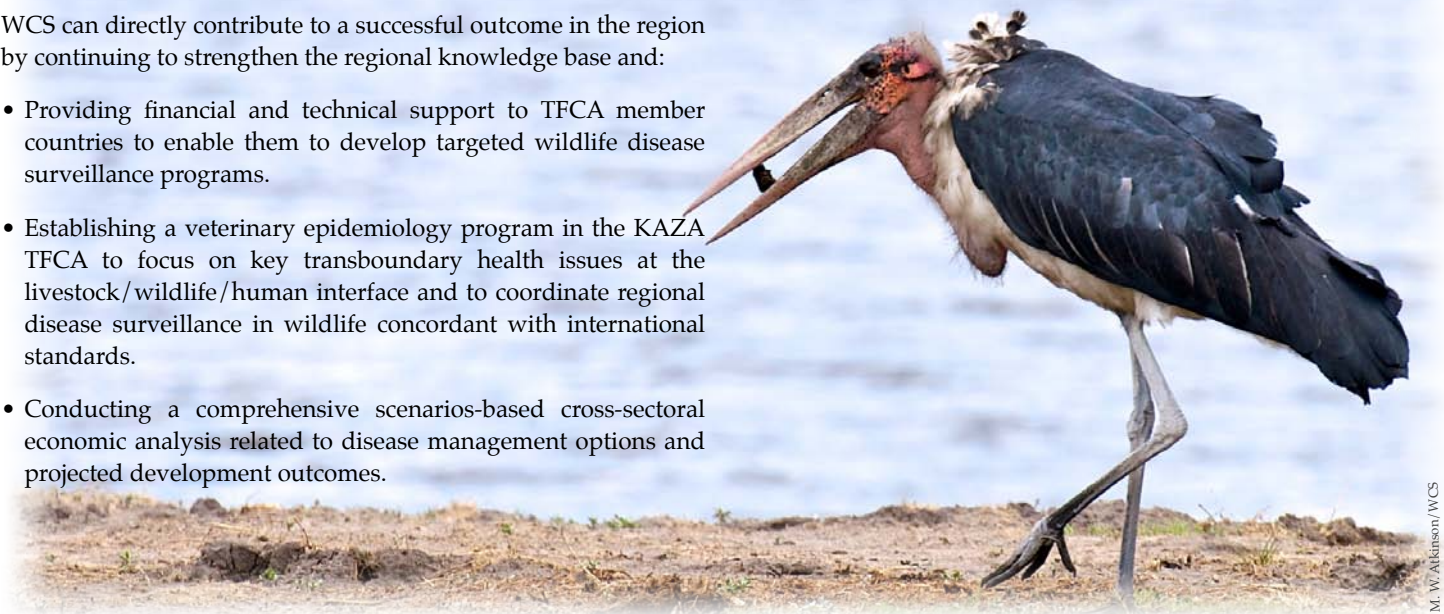 WCS can directly contribute to a successful outcome in the region
by continuing to strengthen the regional knowledge base and:
• Providing financial and technical support to TFCA member
countries to enable them to develop targeted wildlife disease
surveillance programs.
• Establishing a veterinary epidemiology program in the KAZA
TFCA to focus on key transboundary health issues at the
livestock/wildlife/human interface and to coordinate regional
disease surveillance in wildlife concordant with international
standards.
• Conducting a comprehensive scenarios-based cross-sectoral
economic analysis related to disease management options and
projected development outcomes.
M. W. Atkinson/WCS